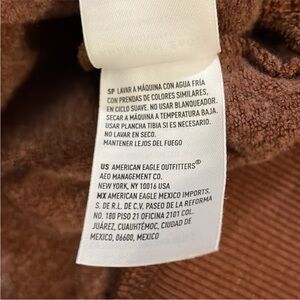 SP LAVAR A MÁQUINA CON AGUA FRÍA
CON PRENDAS DE COLORES SIMILARES,
EN CICLO SUAVE. NO USAR BLANQUEADOR.
SECAR A MÁQUINA A TEMPERATURA BAJA.
USAR PLANCHA TIBIA SI ES NECESARIO.
NO LAVAR EN SECO.
MANTENER LEJOS DEL FUEGO
US AMERICAN EAGLE OUTFITTERS®
AEO MANAGEMENT CO.
NEW YORK, NY 10016 USA
MX AMERICAN EAGLE MEXICO IMPORTS,
S. DE R.L. DE C.V. PASEO DE LA REFORMA
NO. 180 PISO 21 OFICINA 2101 COL.
JUÁREZ, CUAUHTÉMOC, CIUDAD DE
MEXICO, 06600, MEXICO